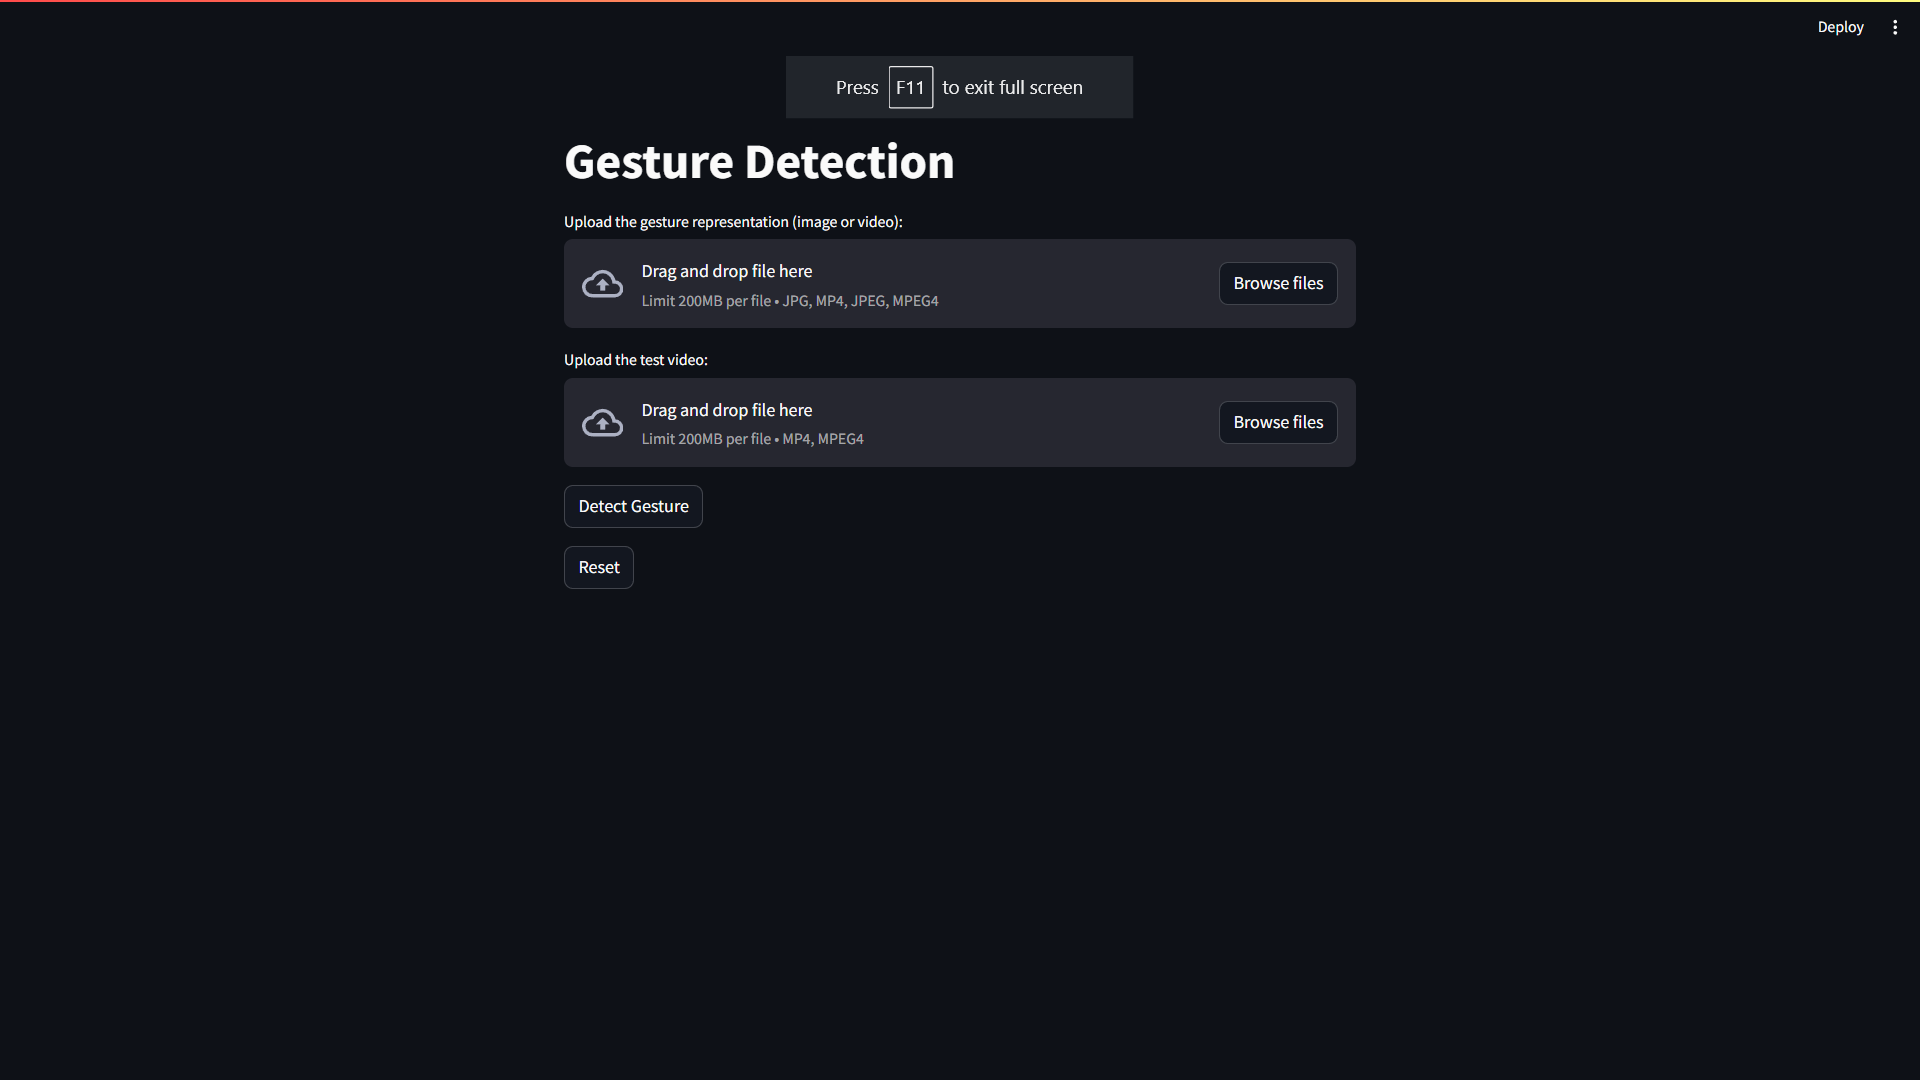 Deploy
Press F11 to exit full screen
Gesture Detection
Upload the gesture representation (image or video):
Drag and drop file here
Limit 200MB per file • JPG, MP4, JPEG, MPEG4
Browse files
Upload the test video:
Drag and drop file here
Limit 200MB per file • MP4, MPEG4
Browse files
Detect Gesture
Reset